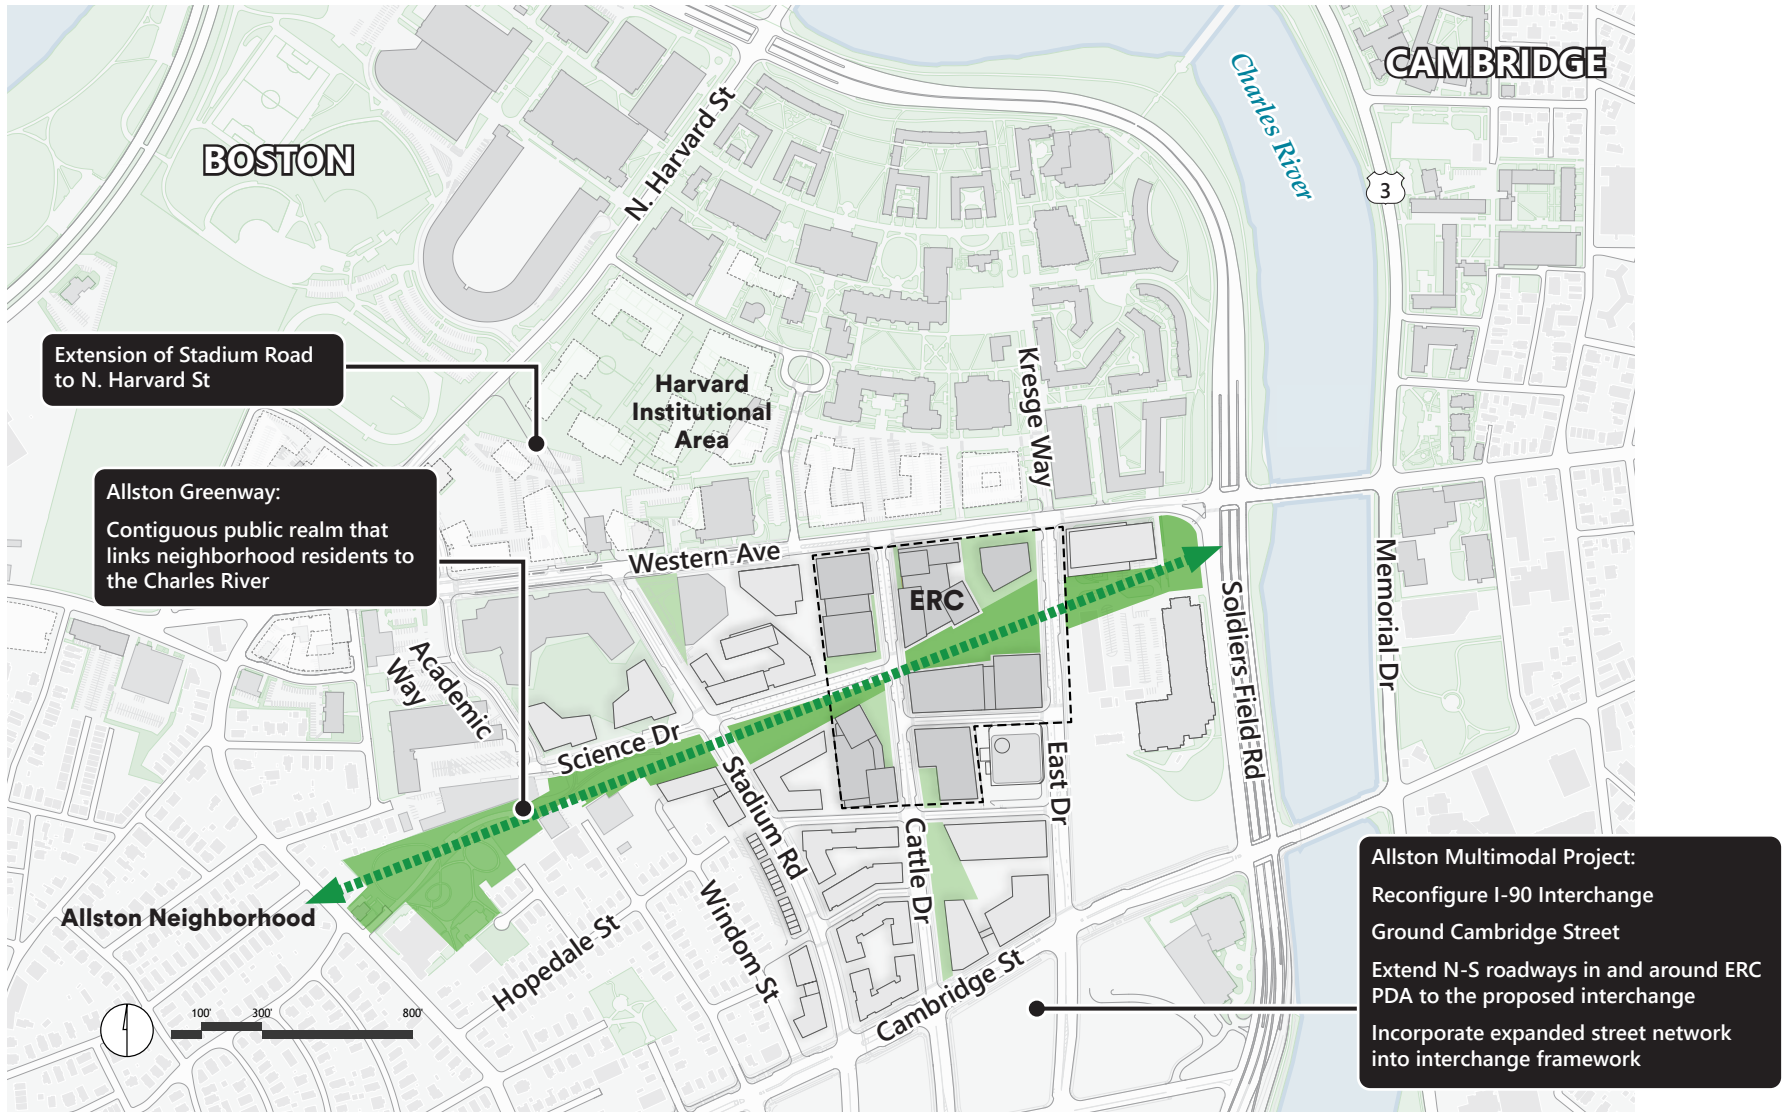 CAMBRIDGE
Charles River
BOSTON
N. Harvard St
3
Extension of Stadium Road
to N. Harvard St
Harvard
Institutional
Area
Kresge Way
Allston Greenway:
Contiguous public realm that
links neighborhood residents to
the Charles River
Western Ave
ERC
Academic
Way
Science Dr
Stadium Rd
East Dr
Soldiers Field Rd
Memorial Dr
Cattle Dr
Allston Neighborhood
Hopedale St
Windom St
Cambridge St
Allston Multimodal Project:
Reconfigure I-90 Interchange
Ground Cambridge Street
Extend N-S roadways in and around ERC
PDA to the proposed interchange
Incorporate expanded street network
into interchange framework
100' 300' 800'